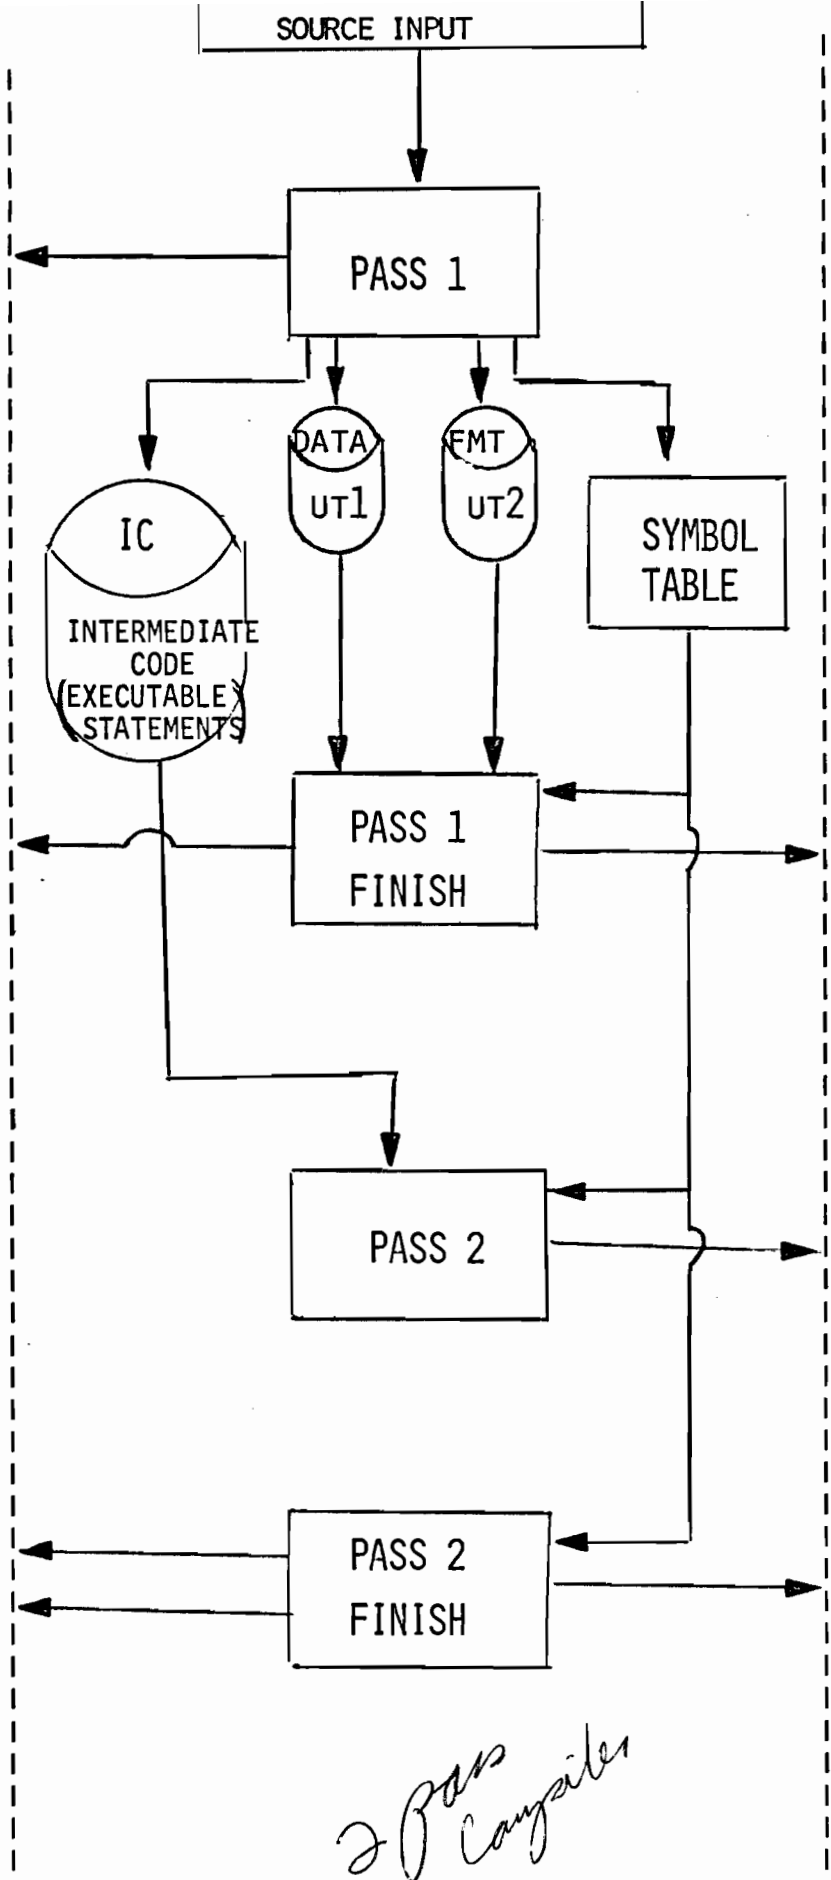 SOURCE INPUT
PASS 1
DATA
UT1
FMT
UT2
IC
INTERMEDIATE
CODE
(EXECUTABLE)
STATEMENTS
SYMBOL
TABLE
PASS 1
FINISH
PASS 2
PASS 2
FINISH
2 pass
Compiler